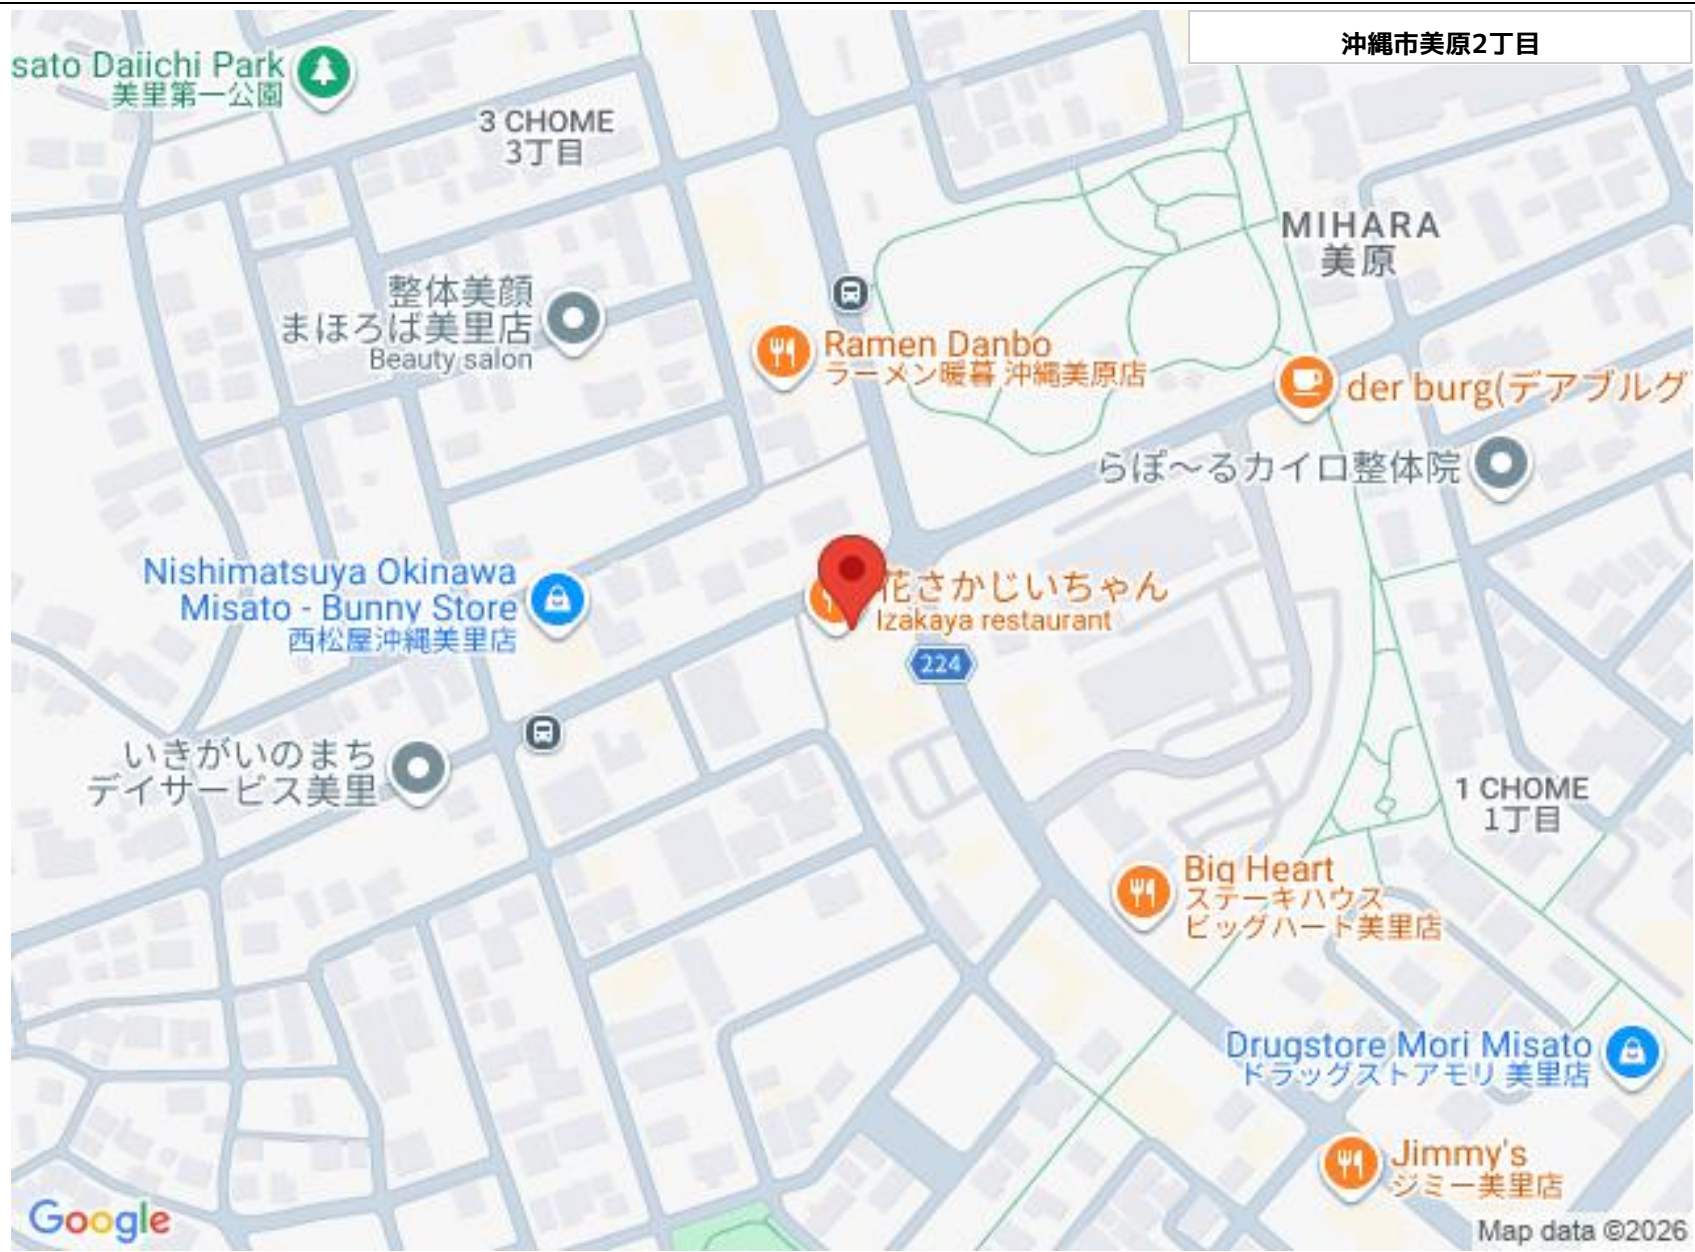 沖縄市美原2丁目
sato Daiichi Park
美里第一公園
3 CHOME
3丁目
MIHARA
美原
整体美顔
まほろば美里店
Beauty salon
Ramen Danbo
ラーメン暖暮 沖縄美原店
der burg(デアブルグ
らぽ〜るカイロ整体院
Nishimatsuya Okinawa
Misato - Bunny Store
西松屋沖縄美里店
花さかじいちゃん
Izakaya restaurant
224
いきがいのまち
デイサービス美里
1 CHOME
1丁目
Big Heart
ステーキハウス
ビッグハート美里店
Drugstore Mori Misato
ドラッグストアモリ 美里店
Jimmy's
ジミー美里店
Google
Map data ©2026